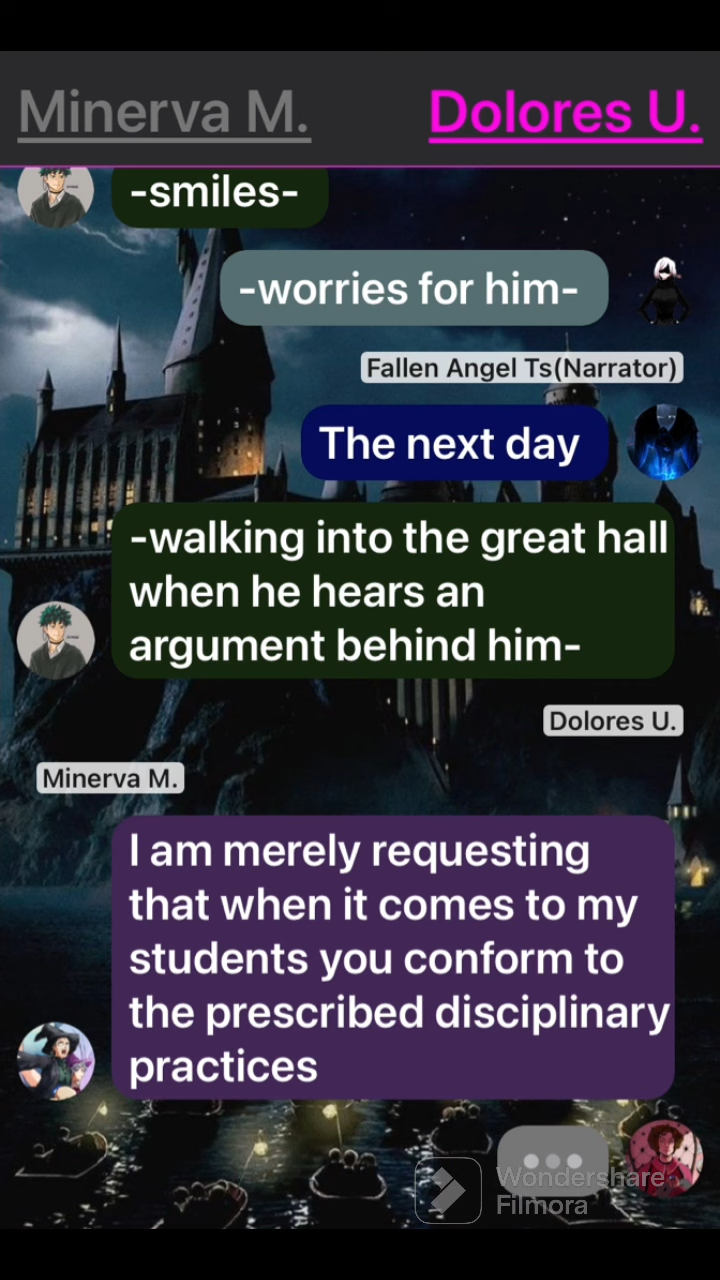 Minerva M.
Dolores U.
-smiles-
-worries for him-
Fallen Angel Ts(Narrator)
The next day
-walking into the great hall
when he hears an
argument behind him-
Dolores U.
Minerva M.
I am merely requesting
that when it comes to my
students you conform to
the prescribed disciplinary
practices
Wondershare
Filmora